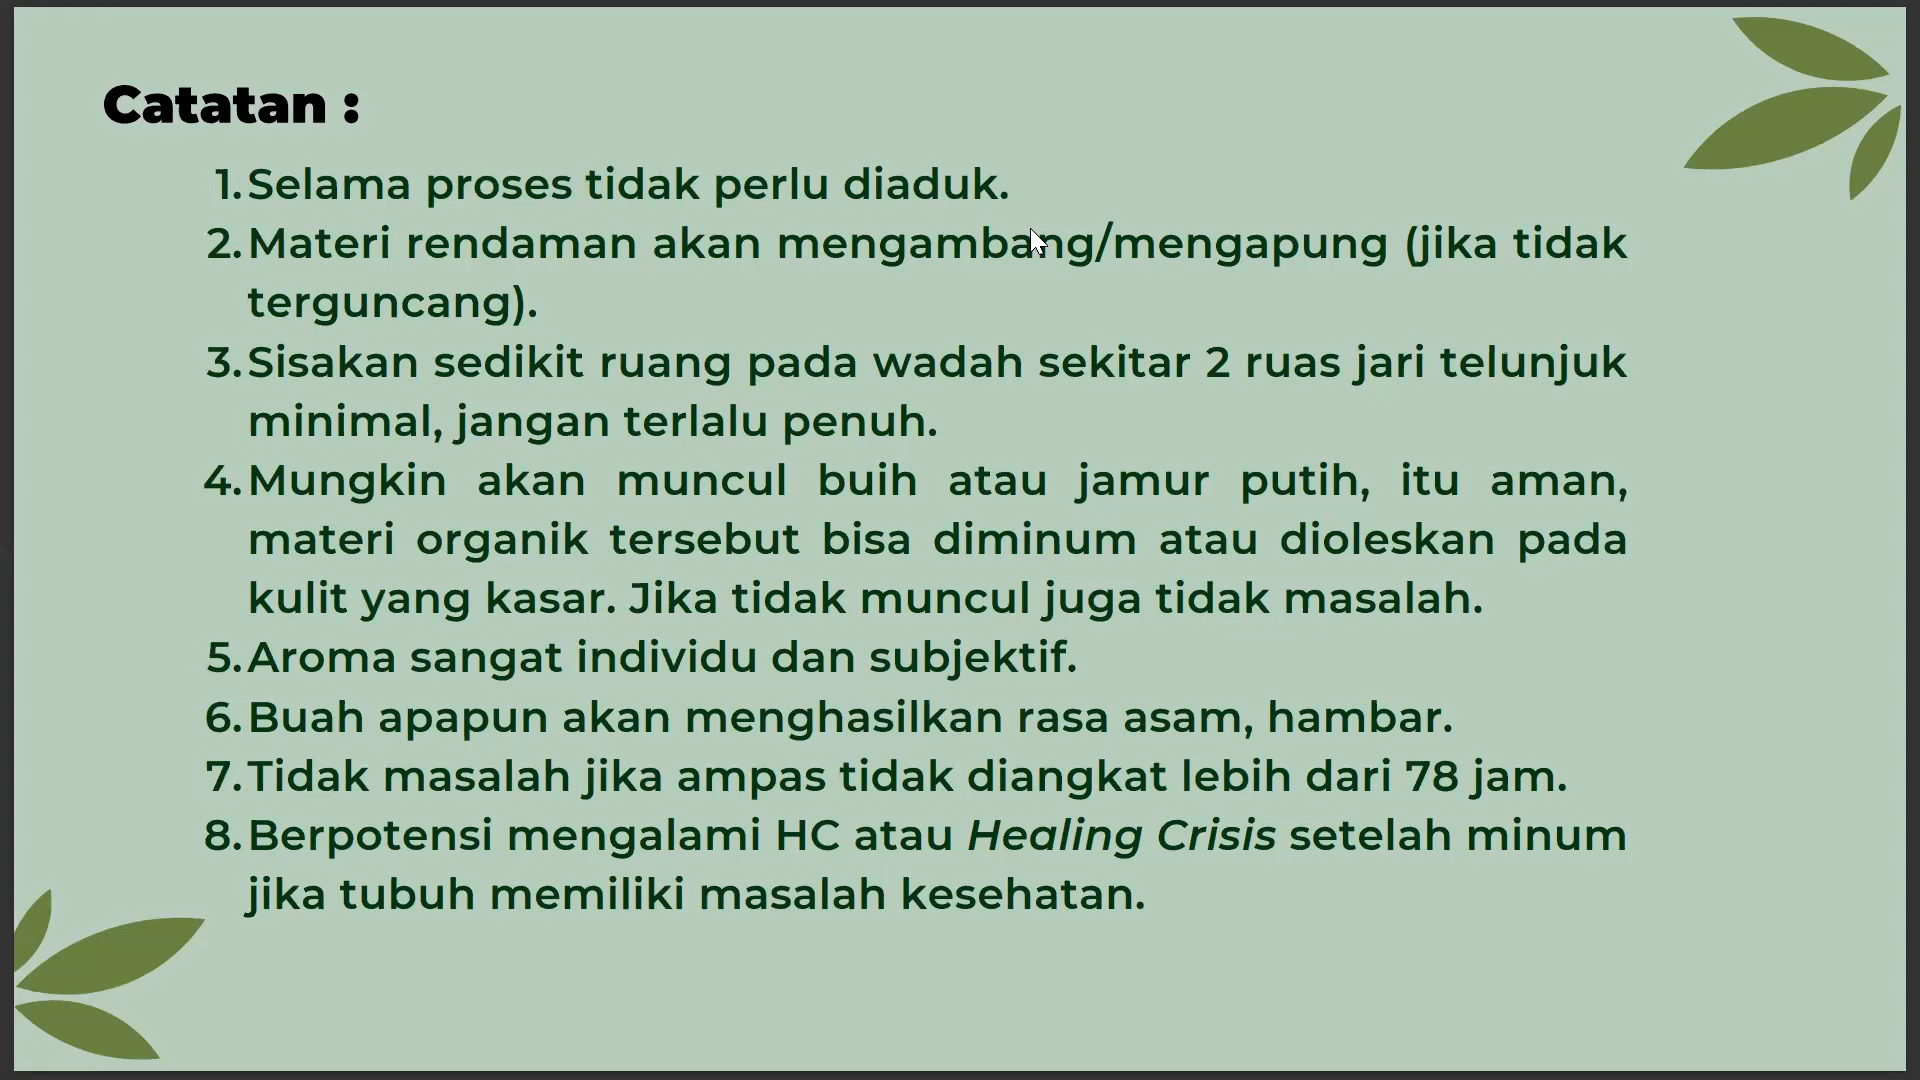 Catatan :
1. Selama proses tidak perlu diaduk.
2. Materi rendaman akan mengambang/mengapung (jika tidak
terguncang).
3. Sisakan sedikit ruang pada wadah sekitar 2 ruas jari telunjuk
minimal, jangan terlalu penuh.
4. Mungkin akan muncul buih atau jamur putih, itu aman,
materi organik tersebut bisa diminum atau dioleskan pada
kulit yang kasar. Jika tidak muncul juga tidak masalah.
5. Aroma sangat individu dan subjektif.
6. Buah apapun akan menghasilkan rasa asam, hambar.
7. Tidak masalah jika ampas tidak diangkat lebih dari 78 jam.
8. Berpotensi mengalami HC atau Healing Crisis setelah minum
jika tubuh memiliki masalah kesehatan.